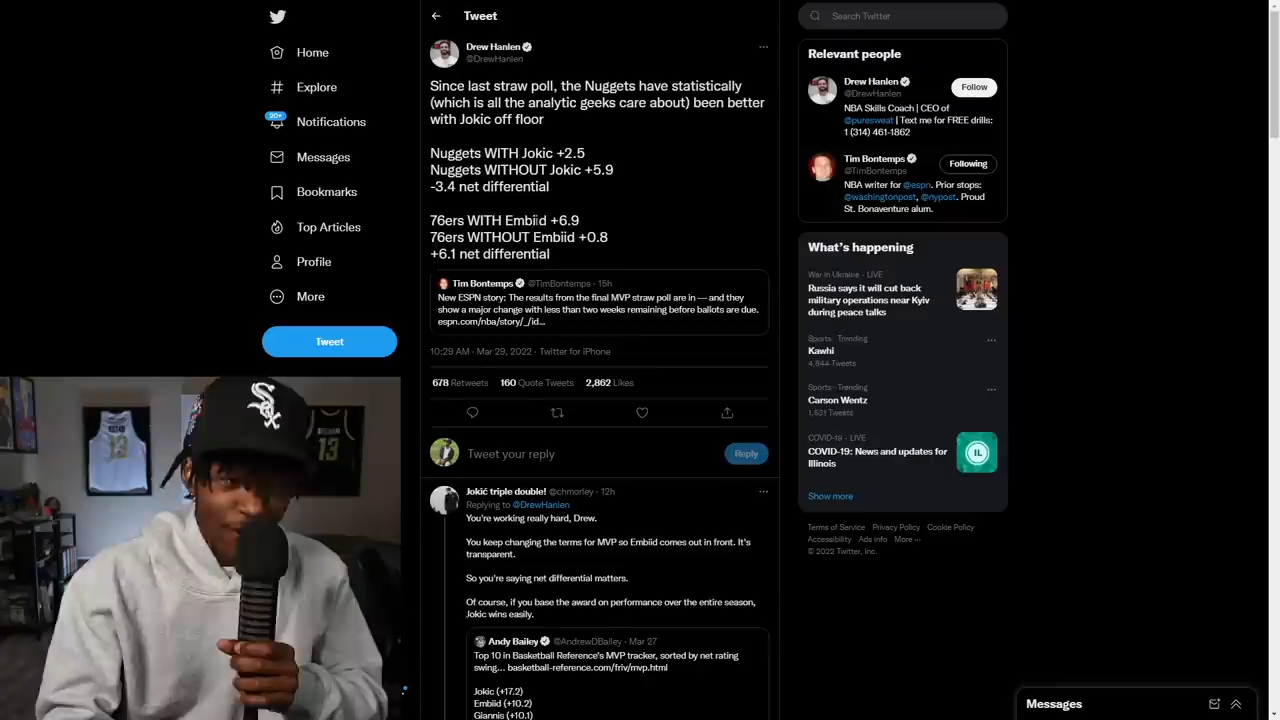 Home
Explore
20+
Notifications
Messages
Bookmarks
Top Articles
Profile
More
Tweet
Tweet
Drew Hanlen
@DrewHanlen
Since last straw poll, the Nuggets have statistically
(which is all the analytic geeks care about) been better
with Jokic off floor
Nuggets WITH Jokic +2.5
Nuggets WITHOUT Jokic +5.9
-3.4 net differential
76ers WITH Embiid +6.9
76ers WITHOUT Embiid +0.8
+6.1 net differential
Tim Bontemps @TimBontemps · 15h
New ESPN story: The results from the final MVP straw poll are in — and they
show a major change with less than two weeks remaining before ballots are due.
espn.com/nba/story/_/id...
10:29 AM · Mar 29, 2022 · Twitter for iPhone
678 Retweets 160 Quote Tweets 2,862 Likes
Tweet your reply
Reply
Jokić triple double! @chmorley · 12h
Replying to @DrewHanlen
You're working really hard, Drew.
You keep changing the terms for MVP so Embiid comes out in front. It's
transparent.
So you're saying net differential matters.
Of course, if you base the award on performance over the entire season,
Jokic wins easily.
Andy Bailey @AndrewDBailey · Mar 27
Top 10 in Basketball Reference's MVP tracker, sorted by net rating
swing... basketball-reference.com/friv/mvp.html
Jokic (+17.2)
Embiid (+10.2)
Giannis (+10.1)
Search Twitter
Relevant people
Drew Hanlen
@DrewHanlen
Follow
NBA Skills Coach | CEO of
@puresweat | Text me for FREE drills:
1 (314) 461-1862
Tim Bontemps
@TimBontemps
Following
NBA writer for @espn. Prior stops:
@washingtonpost, @nypost. Proud
St. Bonaventure alum.
What's happening
War in Ukraine · LIVE
Russia says it will cut back
military operations near Kyiv
during peace talks
Sports · Trending
Kawhi
4,844 Tweets
Sports · Trending
Carson Wentz
1,531 Tweets
COVID-19 · LIVE
COVID-19: News and updates for
Illinois
IL
Show more
Terms of Service Privacy Policy Cookie Policy
Accessibility Ads info More ···
© 2022 Twitter, Inc.
Messages
Sox
13